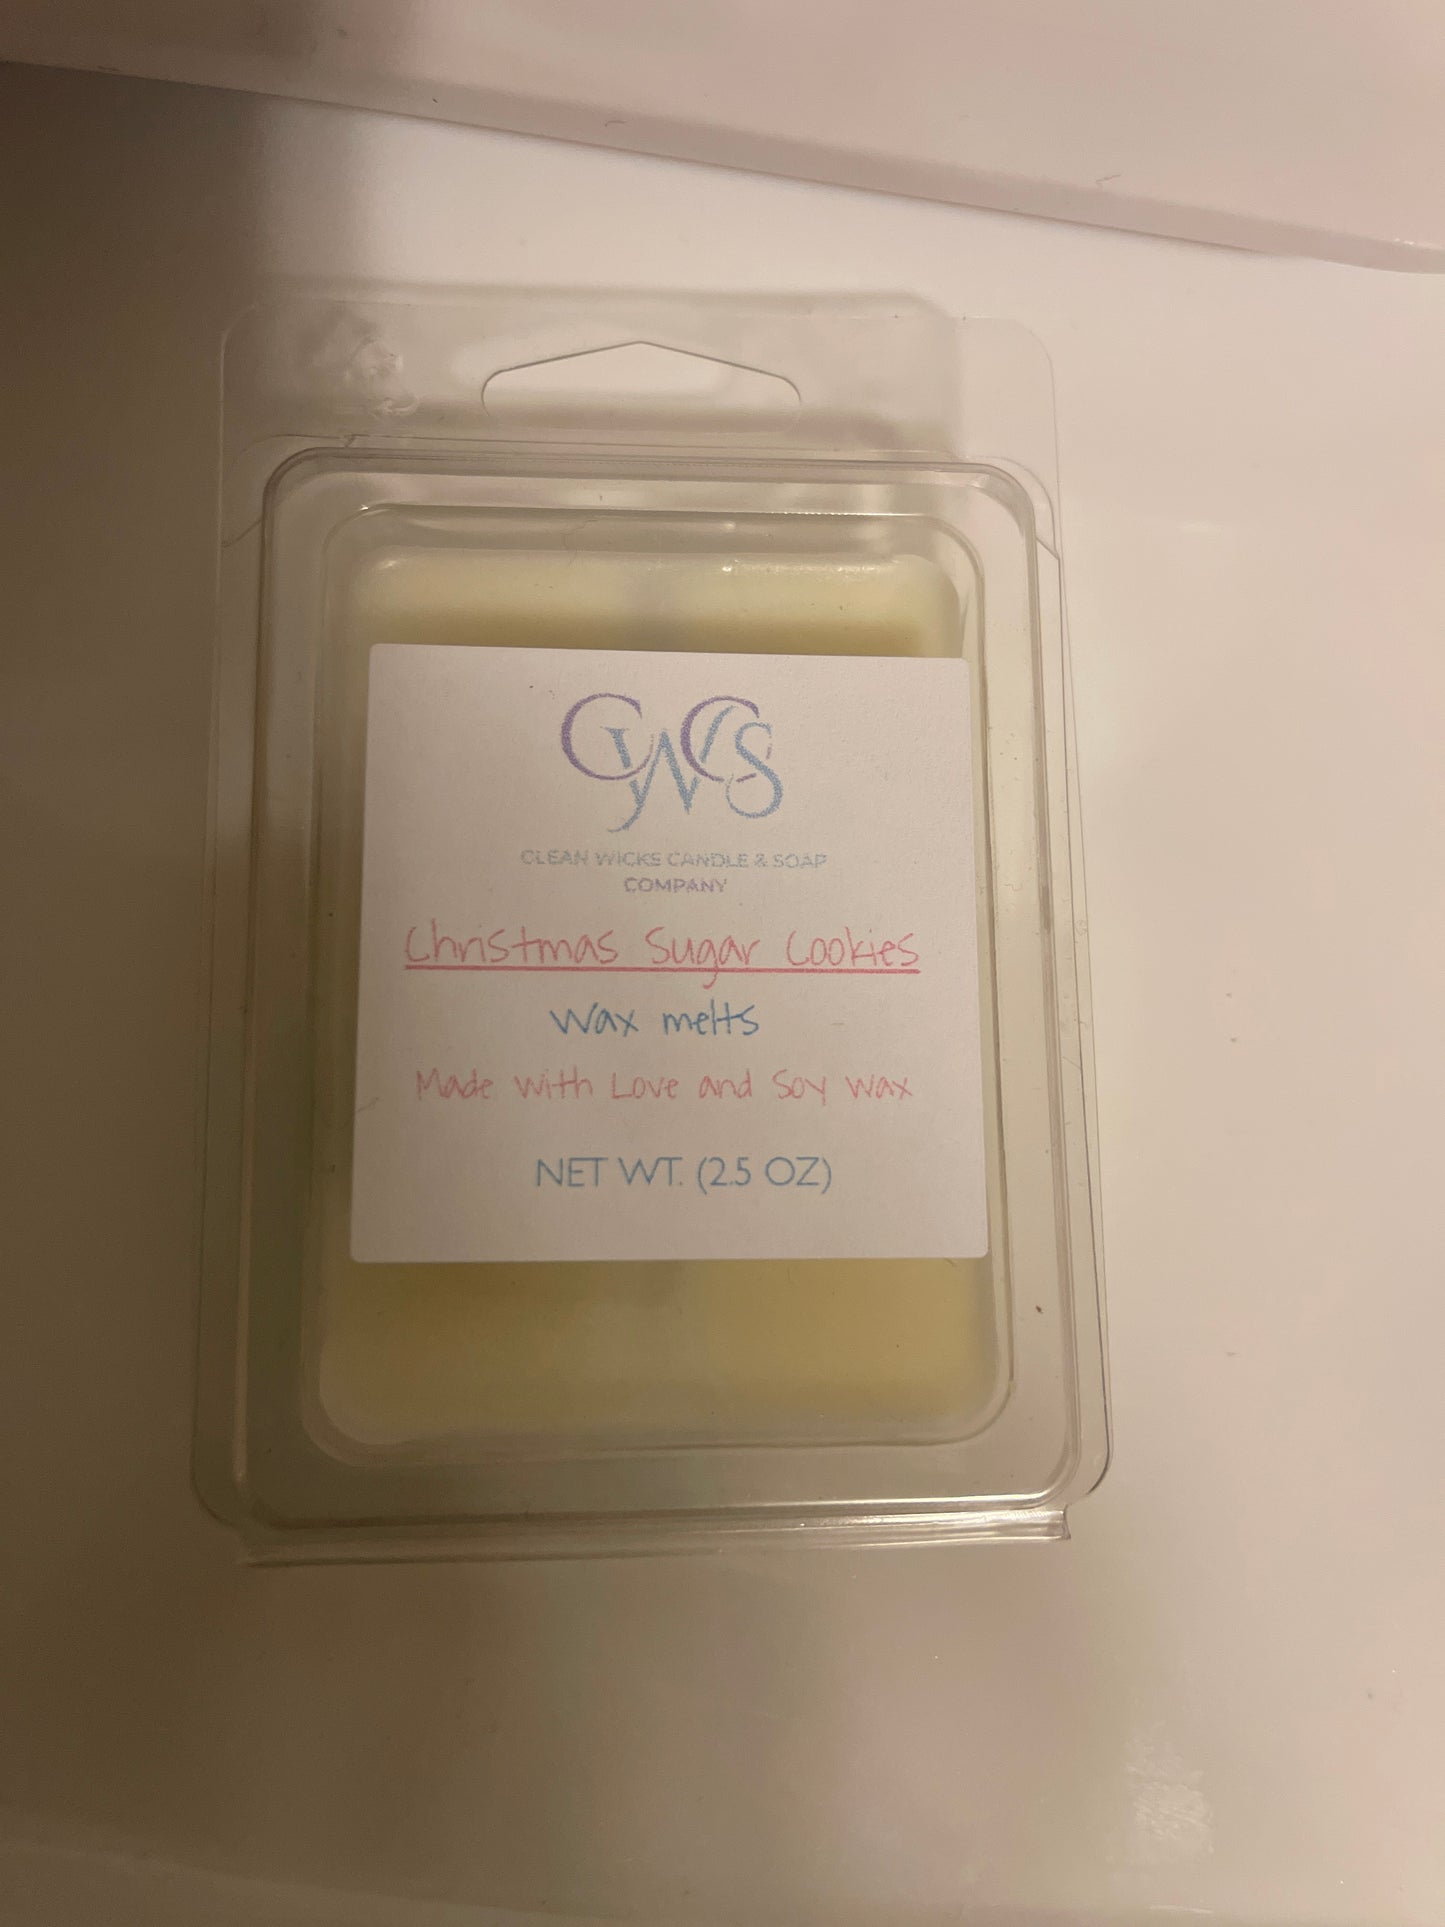 CWCS
CLEAN WICKS CANDLE & SOAP
COMPANY
Christmas Sugar Cookies
Wax melts
Made with Love and Soy Wax
NET WT. (2.5 OZ)